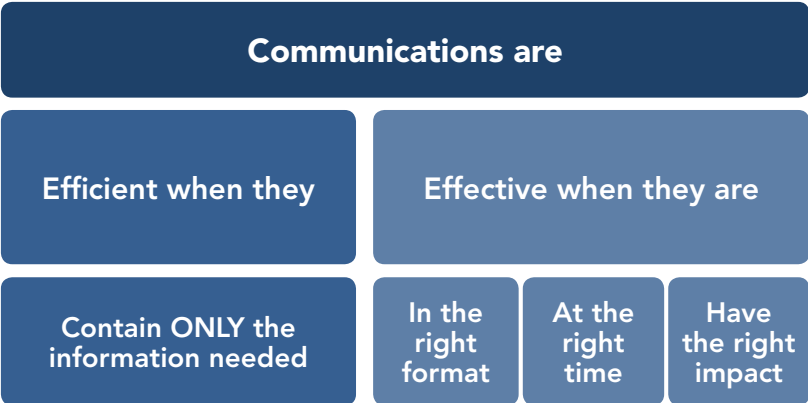 Communications are
Efficient when they
Effective when they are
Contain ONLY the
information needed
In the
right
format
At the
right
time
Have
the right
impact